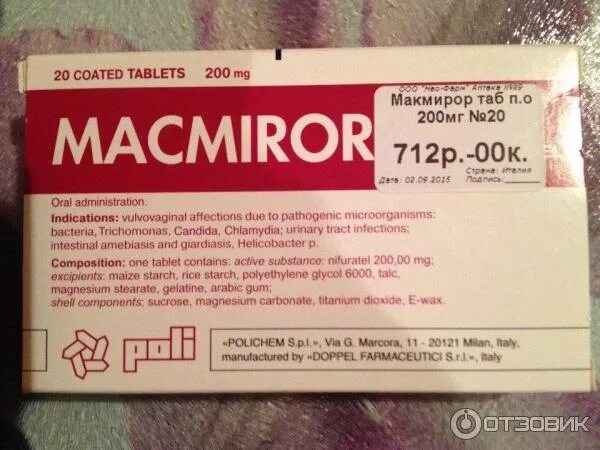 20 COATED TABLETS 200 mg
ООО "Нео-Фарм" Аптека №89
Макмирор таб п.о
200мг №20
712р.-00к.
Страна: Италия
Дата: 02.09.2015 Подпись:
MACMIROR
Oral administration.
Indications: vulvovaginal affections due to pathogenic microorganisms:
bacteria, Trichomonas, Candida, Chlamydia; urinary tract infections;
intestinal amebiasis and giardiasis, Helicobacter p.
Composition: one tablet contains: active substance: nifuratel 200,00 mg;
excipients: maize starch, rice starch, polyethylene glycol 6000, talc,
magnesium stearate, gelatine, arabic gum;
shell components: sucrose, magnesium carbonate, titanium dioxide, E-wax.
poli
«POLICHEM S.p.l.», Via G. Marcora, 11 - 20121 Milan, Italy,
manufactured by «DOPPEL FARMACEUTICI S.r.l.», Italy
ОТЗОВИК